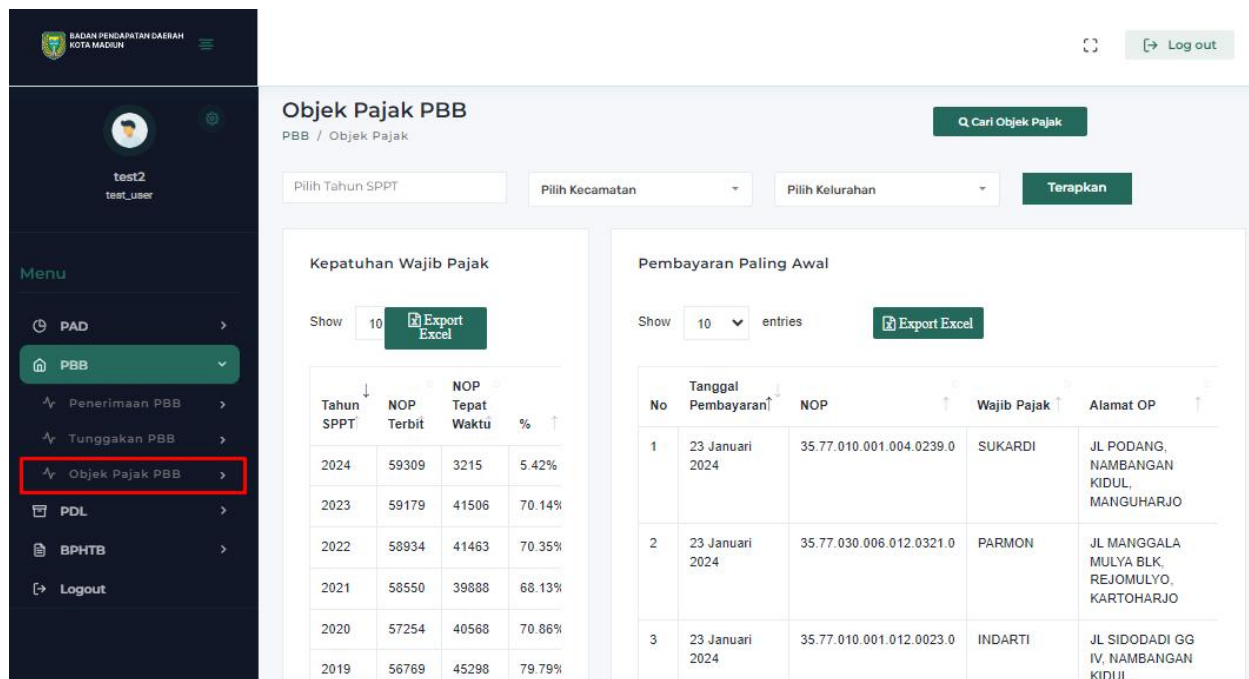 BADAN PENDAPATAN DAERAH
KOTA MADIUN
Log out
test2
test_user
Menu
PAD
PBB
Penerimaan PBB
Tunggakan PBB
Objek Pajak PBB
PDL
BPHTB
Logout
Objek Pajak PBB
PBB / Objek Pajak
Cari Objek Pajak
Pilih Tahun SPPT
Pilih Kecamatan
Pilih Kelurahan
Terapkan
Kepatuhan Wajib Pajak
Show 10
Export
Excel
Tahun
SPPT
NOP
Terbit
NOP
Tepat
Waktu
%
2024 59309 3215 5.42%
2023 59179 41506 70.14%
2022 58934 41463 70.35%
2021 58550 39888 68.13%
2020 57254 40568 70.86%
2019 56769 45298 79.79%
Pembayaran Paling Awal
Show 10 entries
Export Excel
No
Tanggal
Pembayaran
NOP
Wajib Pajak
Alamat OP
1
23 Januari
2024
35.77.010.001.004.0239.0
SUKARDI
JL PODANG,
NAMBANGAN
KIDUL,
MANGUHARJO
2
23 Januari
2024
35.77.030.006.012.0321.0
PARMON
JL MANGGALA
MULYA BLK,
REJOMULYO,
KARTOHARJO
3
23 Januari
2024
35.77.010.001.012.0023.0
INDARTI
JL SIDODADI GG
IV, NAMBANGAN
KIDUL